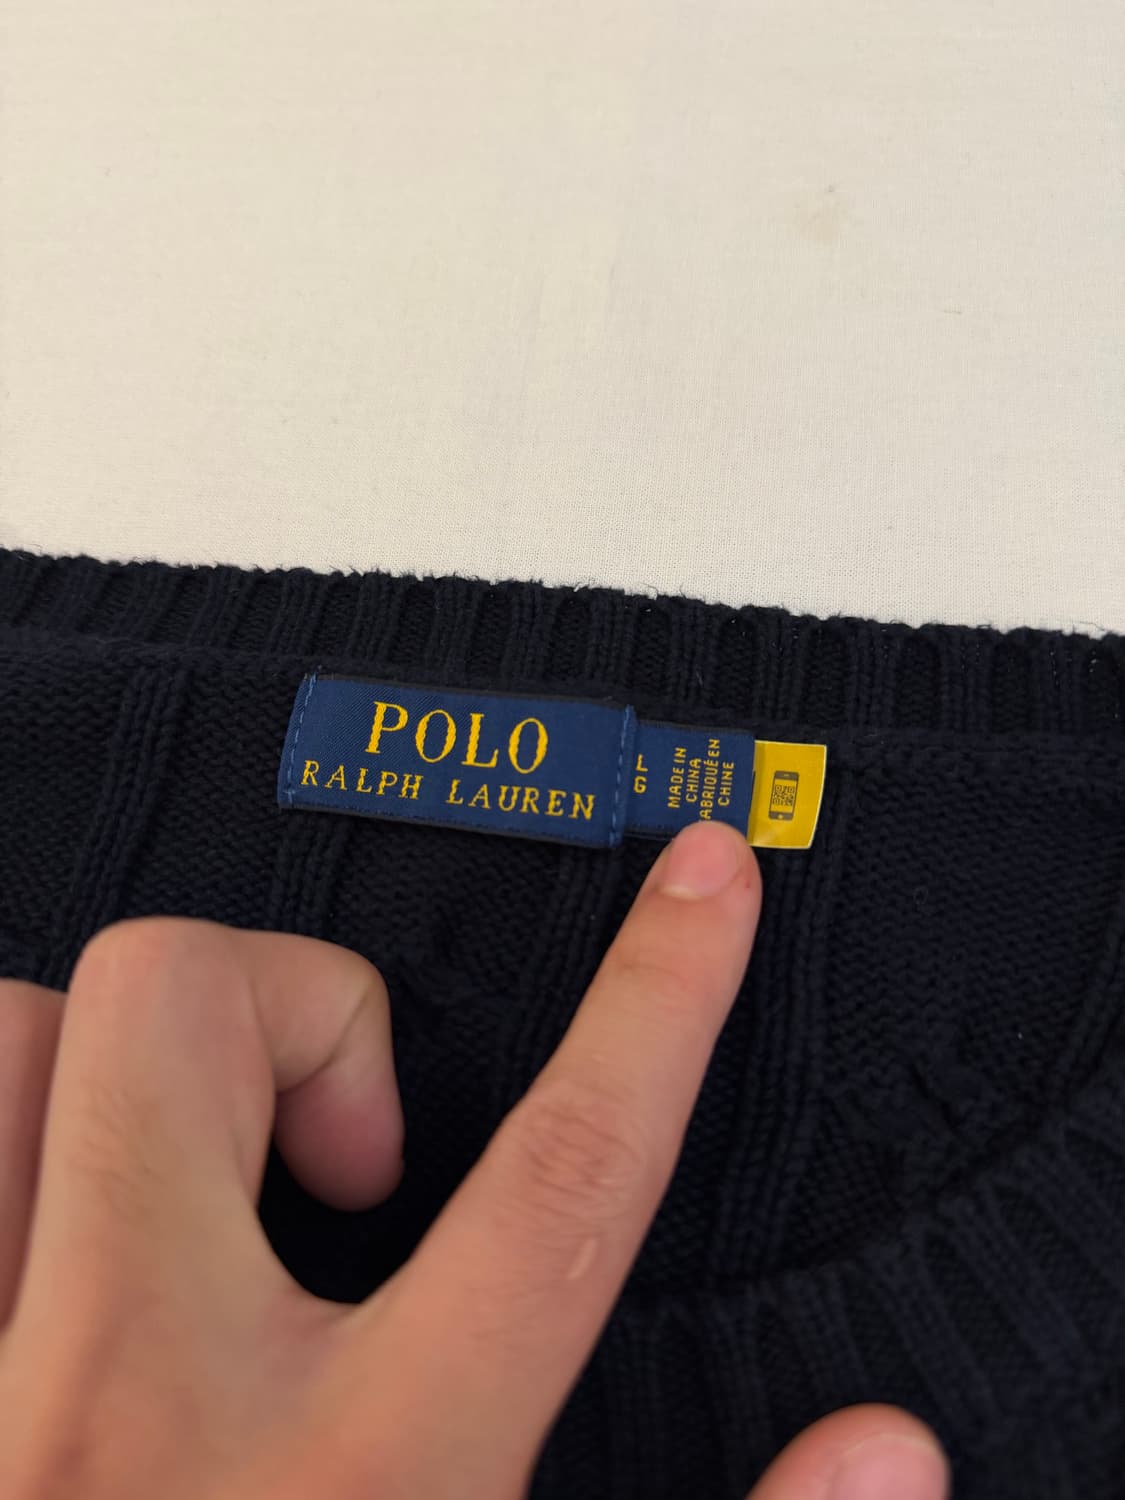 POLO
RALPH LAUREN
L
G
MADE IN
CHINA
FABRIQUÉ EN
CHINE